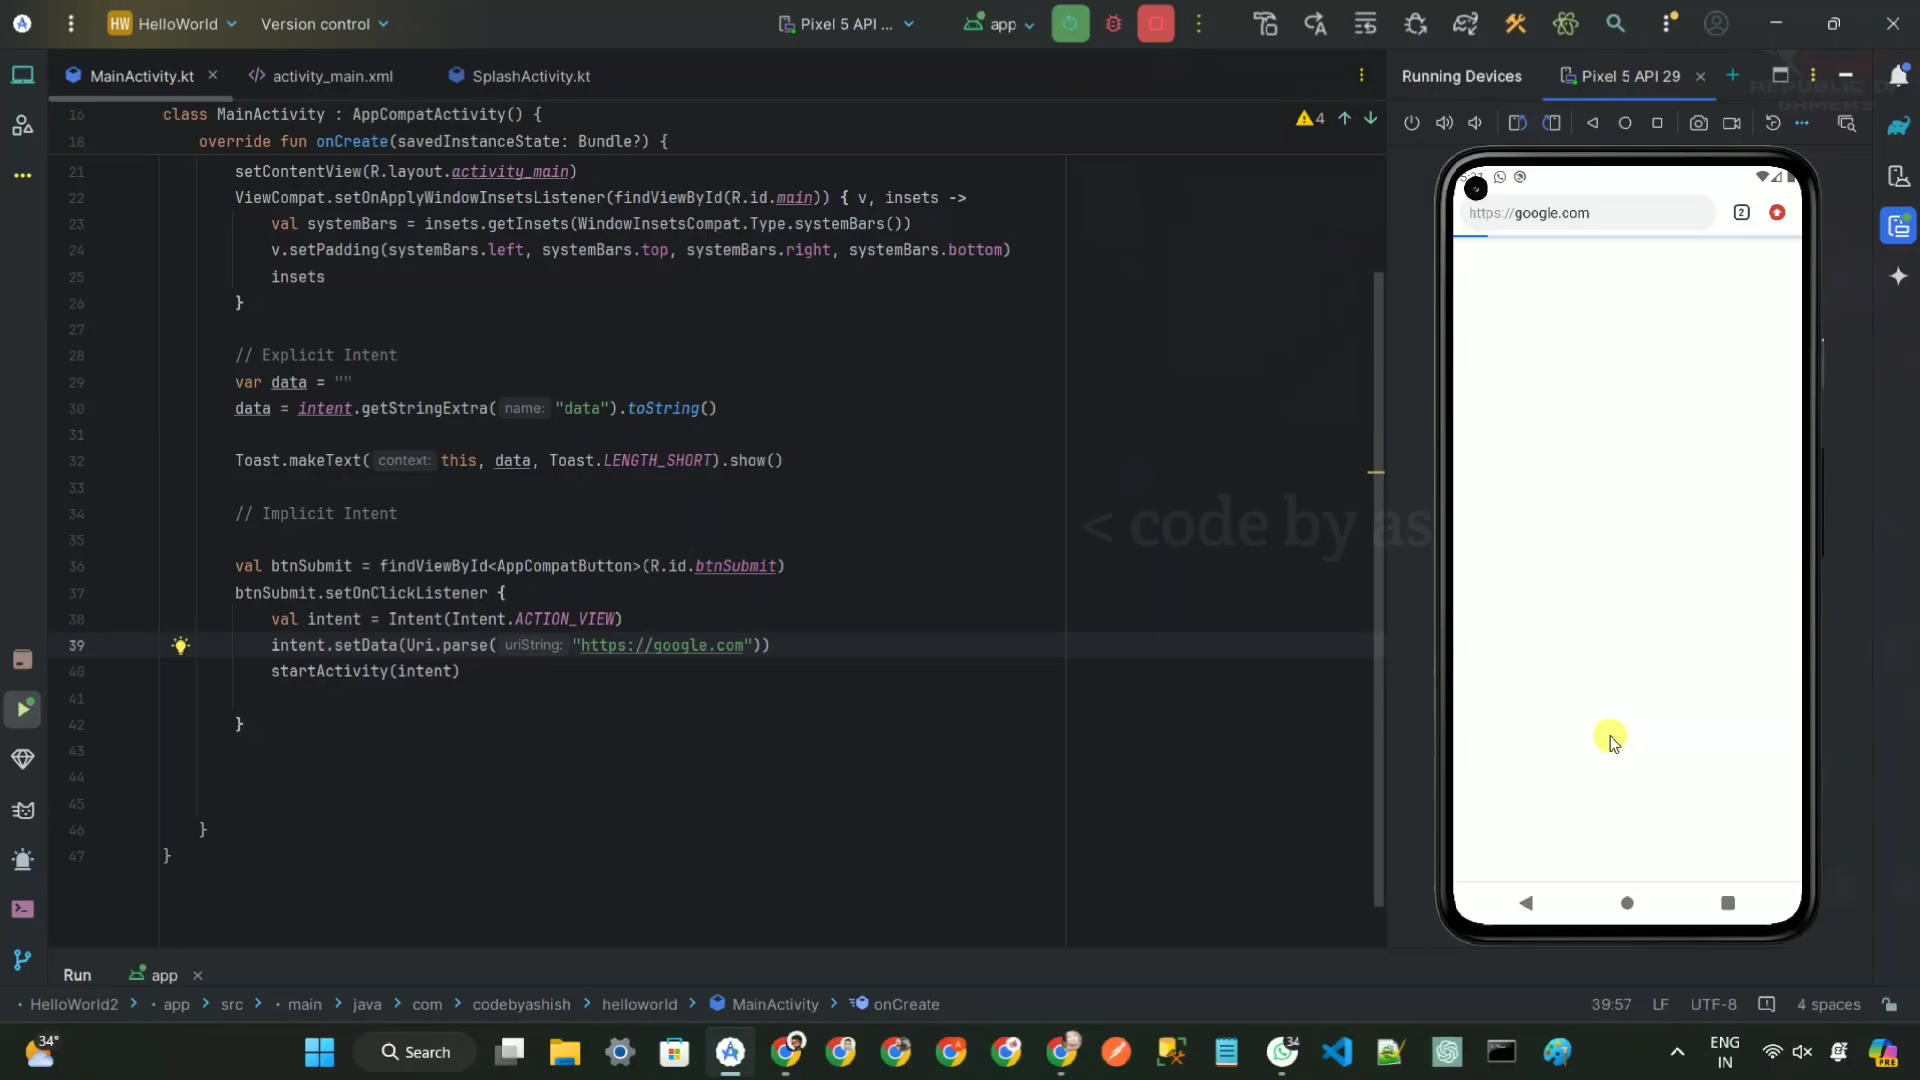 HW HelloWorld Version control Pixel 5 API ... app
MainActivity.kt activity_main.xml SplashActivity.kt Running Devices Pixel 5 API 29
REPUBLIC OF
GAMERS
16 class MainActivity : AppCompatActivity() {
4
18 override fun onCreate(savedInstanceState: Bundle?) {
21 setContentView(R.layout.activity_main)
22 ViewCompat.setOnApplyWindowInsetsListener(findViewById(R.id.main)) { v, insets ->
23 val systemBars = insets.getInsets(WindowInsetsCompat.Type.systemBars())
24 v.setPadding(systemBars.left, systemBars.top, systemBars.right, systemBars.bottom)
25 insets
26 }
27
28 // Explicit Intent
29 var data = ""
30 data = intent.getStringExtra( name: "data").toString()
31
32 Toast.makeText( context: this, data, Toast.LENGTH_SHORT).show()
33
34 // Implicit Intent
35
36 val btnSubmit = findViewById<AppCompatButton>(R.id.btnSubmit)
37 btnSubmit.setOnClickListener {
38 val intent = Intent(Intent.ACTION_VIEW)
39 intent.setData(Uri.parse( uriString: "https://google.com"))
40 startActivity(intent)
41
42 }
43
44
45
46 }
47 }
< code by as
https://google.com 2
Run app
HelloWorld2 > app > src > main > java > com > codebyashish > helloworld > MainActivity > onCreate 39:57 LF UTF-8 4 spaces
34° Search 34 ENG
IN PRE